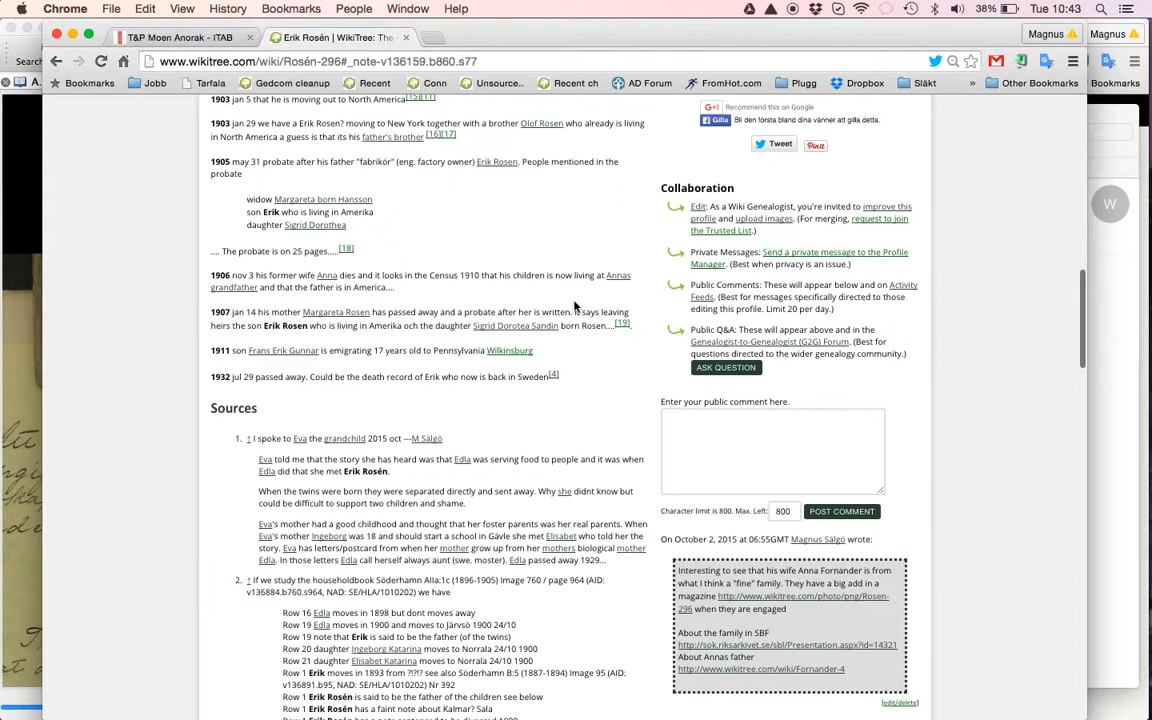 Chrome File Edit View History Bookmarks People Window Help 38% Tue 10:43
T&P Moen Anorak - ITAB × Erik Rosén | WikiTree: The × Magnus Magnus
Search
www.wikitree.com/wiki/Rosén-296#_note-v136159.b860.s77
Bookmarks Jobb Tarfala Gedcom cleanup Recent Conn Unsource.. Recent ch AD Forum FromHot.com Plugg Dropbox Släkt » Other Bookmarks
1903 jan 5 that he is moving out to North America[15][11]
1903 jan 29 we have a Erik Rosen? moving to New York together with a brother Olof Rosen who already is living
in North America a guess is that its his father's brother [16][17]
1905 may 31 probate after his father "fabrikör" (eng. factory owner) Erik Rosen. People mentioned in the
probate
widow Margareta born Hansson
son Erik who is living in Amerika
daughter Sigrid Dorothea
.... The probate is on 25 pages.....[18]
1906 nov 3 his former wife Anna dies and it looks in the Census 1910 that his children is now living at Annas
grandfather and that the father is in America....
1907 jan 14 his mother Margareta Rosen has passed away and a probate after her is written. It says leaving
heirs the son Erik Rosen who is living in Amerika och the daughter Sigrid Dorotea Sandin born Rosen....[19].
1911 son Frans Erik Gunnar is emigrating 17 years old to Pennsylvania Wilkinsburg
1932 jul 29 passed away. Could be the death record of Erik who now is back in Sweden[4]
Sources
1. ↑ I spoke to Eva the grandchild 2015 oct ---M Sälgö
Eva told me that the story she has heard was that Edla was serving food to people and it was when
Edla did that she met Erik Rosén.
When the twins were born they were separated directly and sent away. Why she didnt know but
could be difficult to support two children and shame.
Eva's mother had a good childhood and thought that her foster parents was her real parents. When
Eva's mother Ingeborg was 18 and should start a school in Gävle she met Elisabet who told her the
story. Eva has letters/postcard from when her mother grow up from her mothers biological mother
Edla. In those letters Edla call herself always aunt (swe. moster). Edla passed away 1929...
2. ↑ If we study the householdbook Söderhamn AIIa:1c (1896-1905) Image 760 / page 964 (AID:
v136884.b760.s964, NAD: SE/HLA/1010202) we have
Row 16 Edla moves in 1898 but dont moves away
Row 19 Edla moves in 1900 and moves to Järvsö 1900 24/10
Row 19 note that Erik is said to be the father (of the twins)
Row 20 daughter Ingeborg Katarina moves to Norrala 24/10 1900
Row 21 daughter Elisabet Katarina moves to Norrala 24/10 1900
Row 1 Erik moves in 1893 from ?!?!? see also Söderhamn B:5 (1887-1894) Image 95 (AID:
v136891.b95, NAD: SE/HLA/1010202) Nr 392
Row 1 Erik Rosén is said to be the father of the children see below
Row 1 Erik Rosén has a faint note about Kalmar? Sala
G+1 Recommend this on Google
Gilla Bli den första bland dina vänner att gilla detta.
Tweet Pin it
Collaboration
Edit: As a Wiki Genealogist, you're invited to improve this
profile and upload images. (For merging, request to join
the Trusted List.)
Private Messages: Send a private message to the Profile
Manager. (Best when privacy is an issue.)
Public Comments: These will appear below and on Activity
Feeds. (Best for messages specifically directed to those
editing this profile. Limit 20 per day.)
Public Q&A: These will appear above and in the
Genealogist-to-Genealogist (G2G) Forum. (Best for
questions directed to the wider genealogy community.)
ASK QUESTION
Enter your public comment here.
Character limit is 800. Max. Left: 800 POST COMMENT
On October 2, 2015 at 06:55GMT Magnus Sälgö wrote:
Interesting to see that his wife Anna Fornander is from
what I think a "fine" family. They have a big add in a
magazine http://www.wikitree.com/photo/png/Rosen-
296 when they are engaged
About the family in SBF
http://sok.riksarkivet.se/sbl/Presentation.aspx?id=14321
About Annas father
http://www.wikitree.com/wiki/Fornander-4
[edit/delete]
W